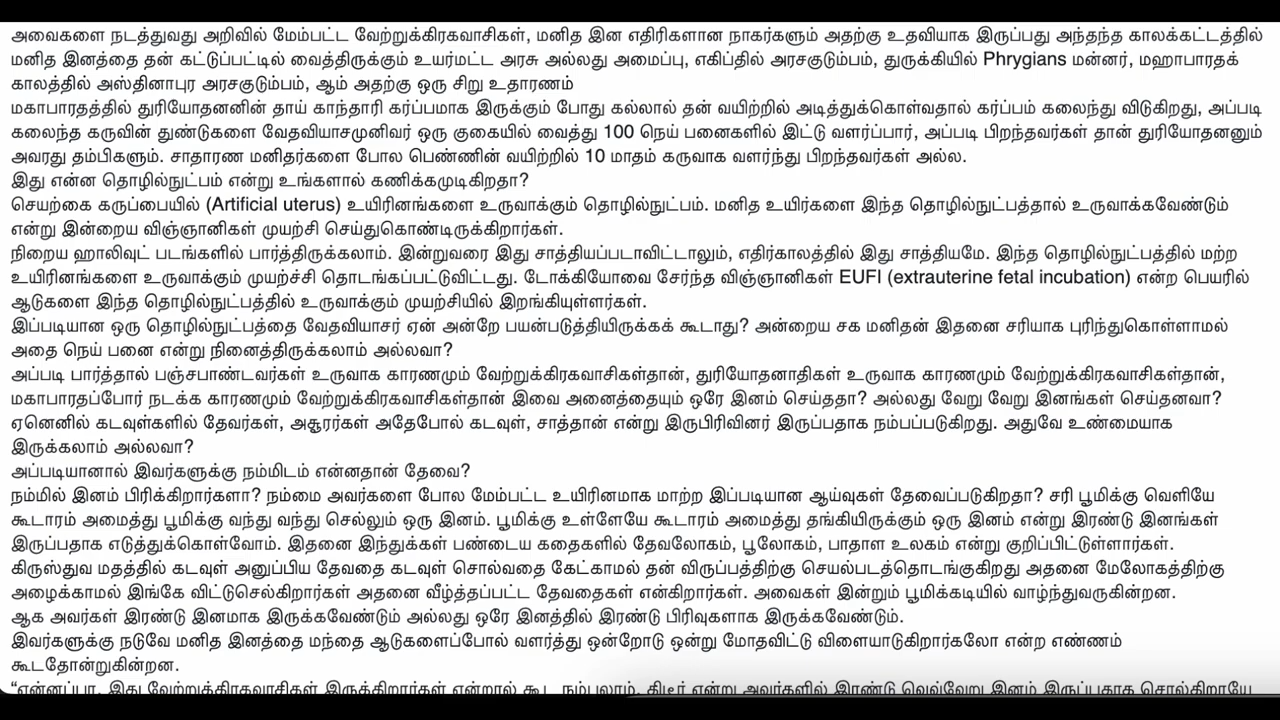 அவைகளை நடத்துவது அறிவில் மேம்பட்ட வேற்றுக்கிரகவாசிகள், மனித இன எதிரிகளான நாகர்களும் அதற்கு உதவியாக இருப்பது அந்தந்த காலக்கட்டத்தில்
மனித இனத்தை தன் கட்டுப்பட்டில் வைத்திருக்கும் உயர்மட்ட அரசு அல்லது அமைப்பு, எகிப்தில் அரசகுடும்பம், துருக்கியில் Phrygians மன்னர், மஹாபாரதக்
காலத்தில் அஸ்தினாபுர அரசகுடும்பம், ஆம் அதற்கு ஒரு சிறு உதாரணம்
மகாபாரதத்தில் துரியோதனனின் தாய் காந்தாரி கர்ப்பமாக இருக்கும் போது கல்லால் தன் வயிற்றில் அடித்துக்கொள்வதால் கர்ப்பம் கலைந்து விடுகிறது, அப்படி
கலைந்த கருவின் துண்டுகளை வேதவியாசமுனிவர் ஒரு குகையில் வைத்து 100 நெய் பனைகளில் இட்டு வளர்ப்பார், அப்படி பிறந்தவர்கள் தான் துரியோதனனும்
அவரது தம்பிகளும். சாதாரண மனிதர்களை போல பெண்ணின் வயிற்றில் 10 மாதம் கருவாக வளர்ந்து பிறந்தவர்கள் அல்ல.
இது என்ன தொழில்நுட்பம் என்று உங்களால் கணிக்கமுடிகிறதா?
செயற்கை கருப்பையில் (Artificial uterus) உயிரினங்களை உருவாக்கும் தொழில்நுட்பம். மனித உயிர்களை இந்த தொழில்நுட்பத்தால் உருவாக்கவேண்டும்
என்று இன்றைய விஞ்ஞானிகள் முயற்சி செய்துகொண்டிருக்கிறார்கள்.
நிறைய ஹாலிவுட் படங்களில் பார்த்திருக்கலாம். இன்றுவரை இது சாத்தியப்படாவிட்டாலும், எதிர்காலத்தில் இது சாத்தியமே. இந்த தொழில்நுட்பத்தில் மற்ற
உயிரினங்களை உருவாக்கும் முயற்ச்சி தொடங்கப்பட்டுவிட்டது. டோக்கியோவை சேர்ந்த விஞ்ஞானிகள் EUFI (extrauterine fetal incubation) என்ற பெயரில்
ஆடுகளை இந்த தொழில்நுட்பத்தில் உருவாக்கும் முயற்சியில் இறங்கியுள்ளார்கள்.
இப்படியான ஒரு தொழில்நுட்பத்தை வேதவியாசர் ஏன் அன்றே பயன்படுத்தியிருக்கக் கூடாது? அன்றைய சக மனிதன் இதனை சரியாக புரிந்துகொள்ளாமல்
அதை நெய் பனை என்று நினைத்திருக்கலாம் அல்லவா?
அப்படி பார்த்தால் பஞ்சபாண்டவர்கள் உருவாக காரணமும் வேற்றுக்கிரகவாசிகள்தான், துரியோதனாதிகள் உருவாக காரணமும் வேற்றுக்கிரகவாசிகள்தான்,
மகாபாரதப்போர் நடக்க காரணமும் வேற்றுக்கிரகவாசிகள்தான் இவை அனைத்தையும் ஒரே இனம் செய்ததா? அல்லது வேறு வேறு இனங்கள் செய்தனவா?
ஏனெனில் கடவுள்களில் தேவர்கள், அசூரர்கள் அதேபோல் கடவுள், சாத்தான் என்று இருபிரிவினர் இருப்பதாக நம்பப்படுகிறது. அதுவே உண்மையாக
இருக்கலாம் அல்லவா?
அப்படியானால் இவர்களுக்கு நம்மிடம் என்னதான் தேவை?
நம்மில் இனம் பிரிக்கிறார்களா? நம்மை அவர்களை போல மேம்பட்ட உயிரினமாக மாற்ற இப்படியான ஆய்வுகள் தேவைப்படுகிறதா? சரி பூமிக்கு வெளியே
கூடாரம் அமைத்து பூமிக்கு வந்து வந்து செல்லும் ஒரு இனம். பூமிக்கு உள்ளேயே கூடாரம் அமைத்து தங்கியிருக்கும் ஒரு இனம் என்று இரண்டு இனங்கள்
இருப்பதாக எடுத்துக்கொள்வோம். இதனை இந்துக்கள் பண்டைய கதைகளில் தேவலோகம், பூலோகம், பாதாள உலகம் என்று குறிப்பிட்டுள்ளார்கள்.
கிருஸ்துவ மதத்தில் கடவுள் அனுப்பிய தேவதை கடவுள் சொல்வதை கேட்காமல் தன் விருப்பத்திற்கு செயல்படத்தொடங்குகிறது அதனை மேலோகத்திற்கு
அழைக்காமல் இங்கே விட்டுசெல்கிறார்கள் அதனை வீழ்த்தப்பட்ட தேவதைகள் என்கிறார்கள். அவைகள் இன்றும் பூமிக்கடியில் வாழ்ந்துவருகின்றன.
ஆக அவர்கள் இரண்டு இனமாக இருக்கவேண்டும் அல்லது ஒரே இனத்தில் இரண்டு பிரிவுகளாக இருக்கவேண்டும்.
இவர்களுக்கு நடுவே மனித இனத்தை மந்தை ஆடுகளைப்போல் வளர்த்து ஒன்றோடு ஒன்று மோதவிட்டு விளையாடுகிறார்கலோ என்ற எண்ணம்
கூடதோன்றுகின்றன.
“என்னப்பா, இது வேற்றுக்கிரகவாசிகள் இருக்கிறார்கள் என்றால் கூட நம்பலாம். திடீர் என்று அவர்களில் இரண்டு வெவ்வேறு இனம் இருப்பதாக சொல்கிறாயே